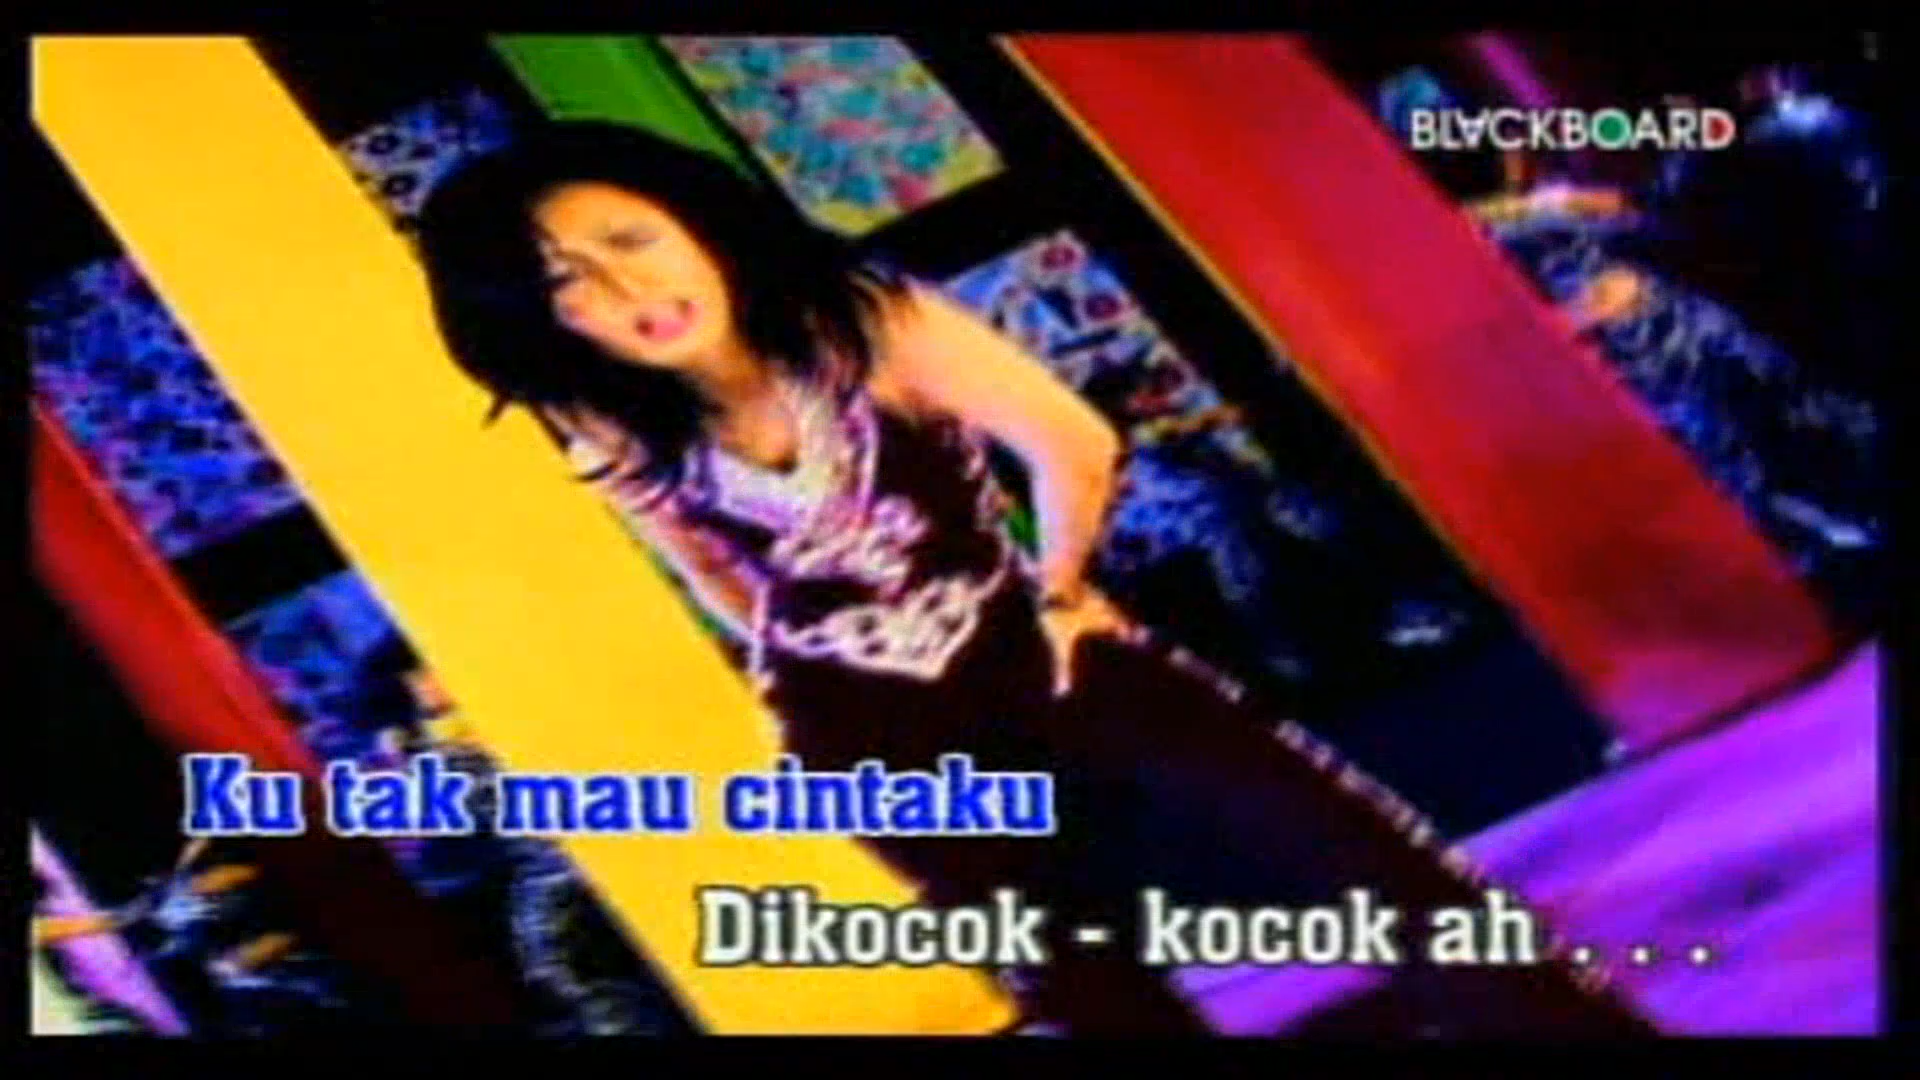 BLACKBOARD
Ku tak mau cintaku
Dikocok - kocok ah . . .